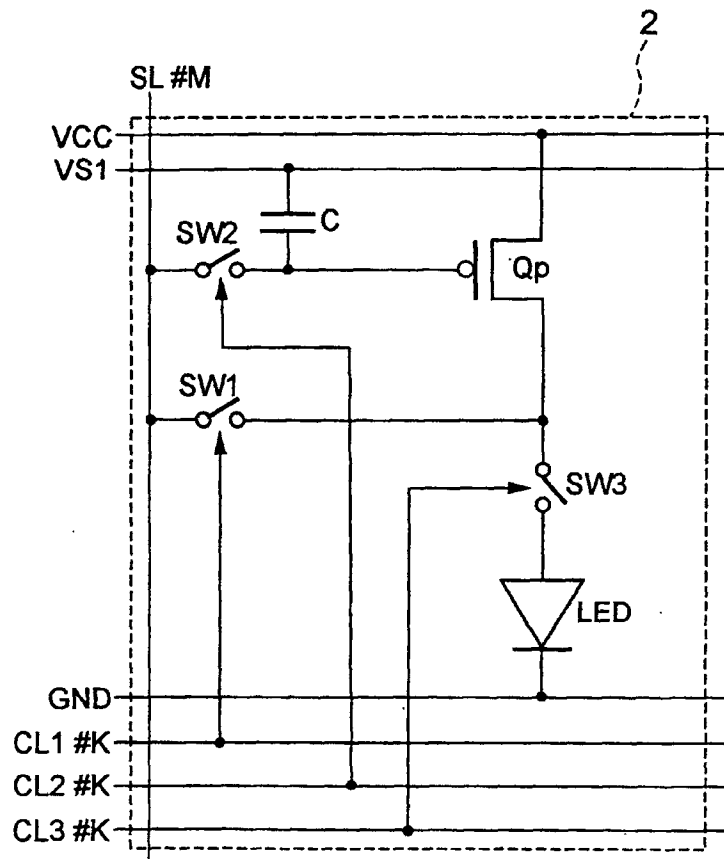 2
SL #M
VCC
VS1
C
SW2
Qp
SW1
SW3
LED
GND
CL1 #K
CL2 #K
CL3 #K